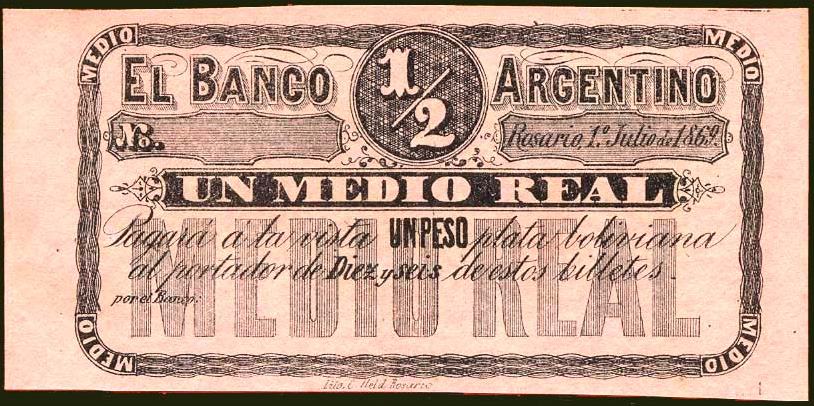 MEDIO MEDIO
EL BANCO 1/2 ARGENTINO
No. Rosario, 1º Julio de 1869.
UN MEDIO REAL
MEDIO REAL
Pagará a la vista UN PESO plata boliviana
al portador de Diez y seis de estos billetes.
por el Banco:
MEDIO MEDIO
Rosario